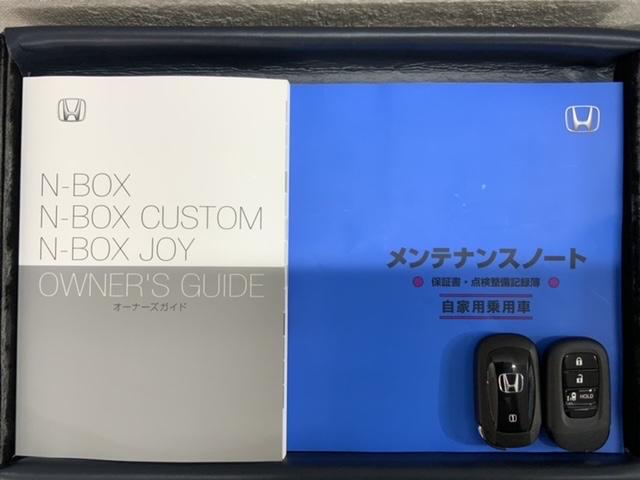 N-BOX
N-BOX CUSTOM
N-BOX JOY
OWNER'S GUIDE
オーナーズガイド
メンテナンスノート
保証書・点検整備記録簿
自家用乗用車
HOLD